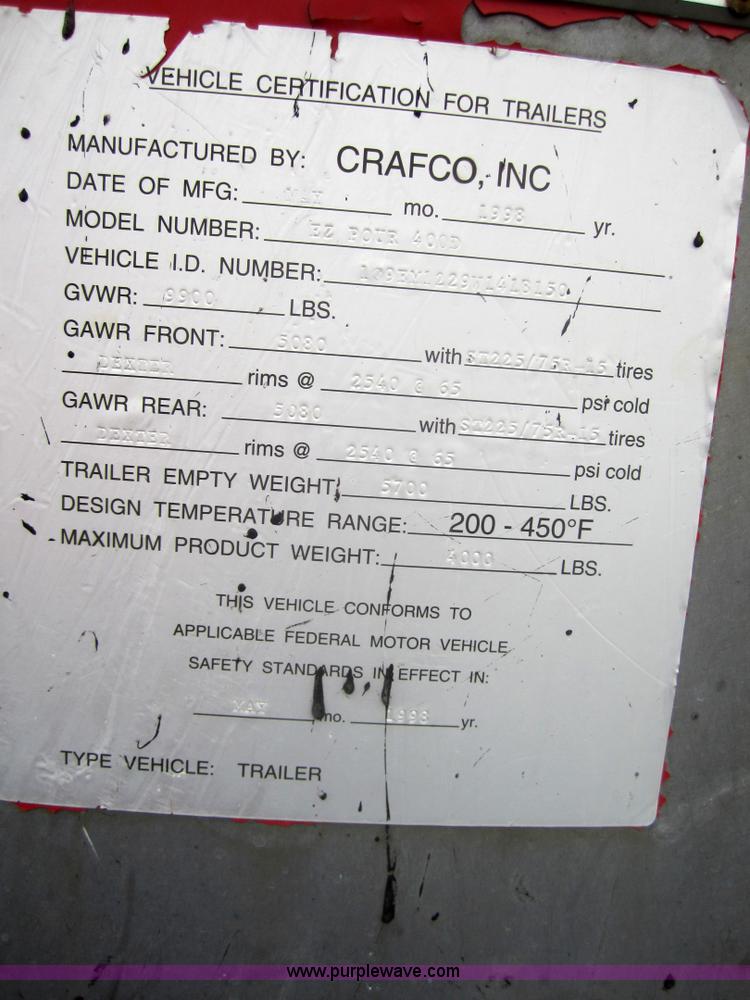 VEHICLE CERTIFICATION FOR TRAILERS
MANUFACTURED BY: CRAFCO, INC
DATE OF MFG: MAY mo. 1998 yr.
MODEL NUMBER: EZ POUR 400D
VEHICLE I.D. NUMBER:
GVWR: 9900 LBS.
GAWR FRONT: 5080 with ST225/75R-15 tires
DEXTER rims @ 2540 @ 65 psi cold
GAWR REAR: 5080 with ST225/75R-15 tires
DEXTER rims @ 2540 @ 65 psi cold
TRAILER EMPTY WEIGHT: 5700 LBS.
DESIGN TEMPERATURE RANGE: 200 - 450°F
MAXIMUM PRODUCT WEIGHT: 4000 LBS.
THIS VEHICLE CONFORMS TO
APPLICABLE FEDERAL MOTOR VEHICLE
SAFETY STANDARDS IN EFFECT IN:
MAY mo. 1998 yr.
TYPE VEHICLE: TRAILER
www.purplewave.com